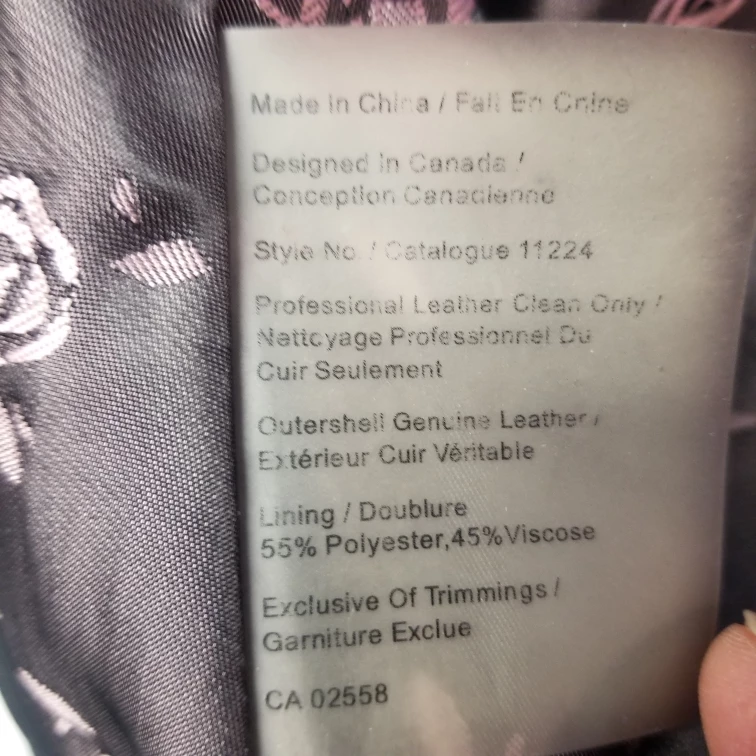 Made In China / Fait En Chine
Designed In Canada /
Conception Canadienne
Style No. / Catalogue 11224
Professional Leather Clean Only /
Nettoyage Professionnel Du
Cuir Seulement
Outershell Genuine Leather /
Extérieur Cuir Véritable
Lining / Doublure
55% Polyester,45%Viscose
Exclusive Of Trimmings /
Garniture Exclue
CA 02558